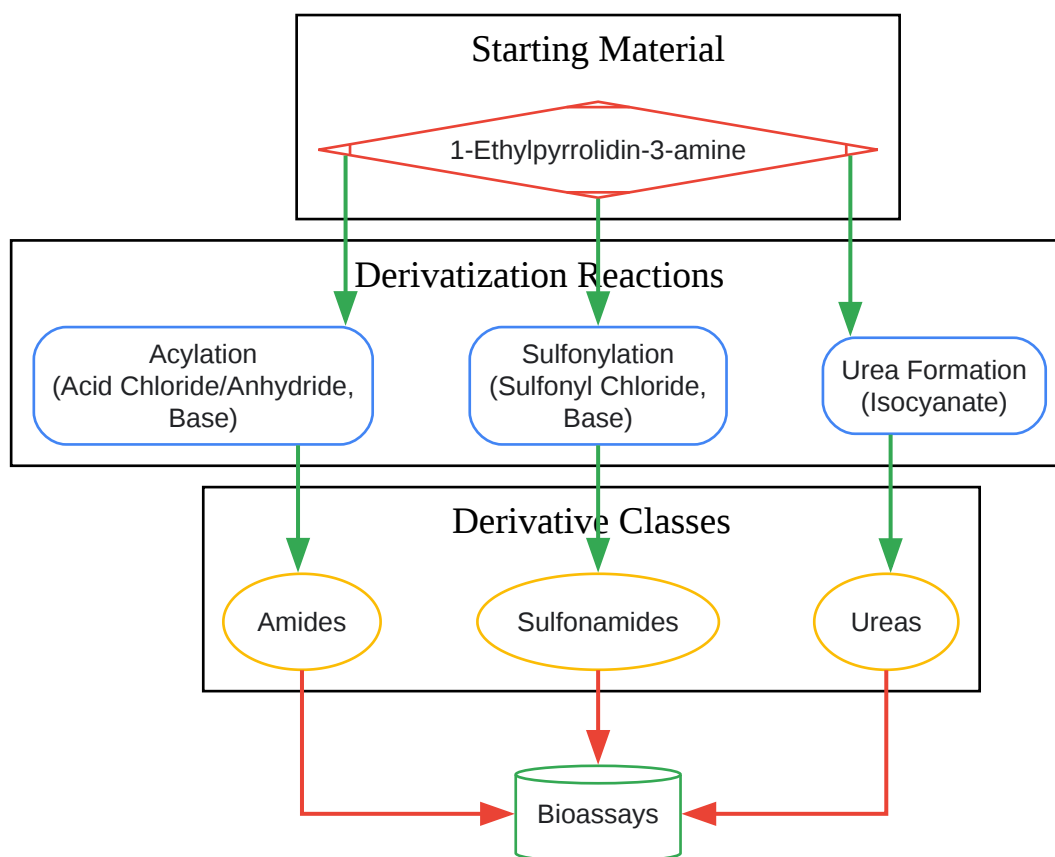 Starting Material
1-Ethylpyrrolidin-3-amine
Derivatization Reactions
Acylation
(Acid Chloride/Anhydride,
Base)
Sulfonylation
(Sulfonyl Chloride,
Base)
Urea Formation
(Isocyanate)
Derivative Classes
Amides
Sulfonamides
Ureas
Bioassays